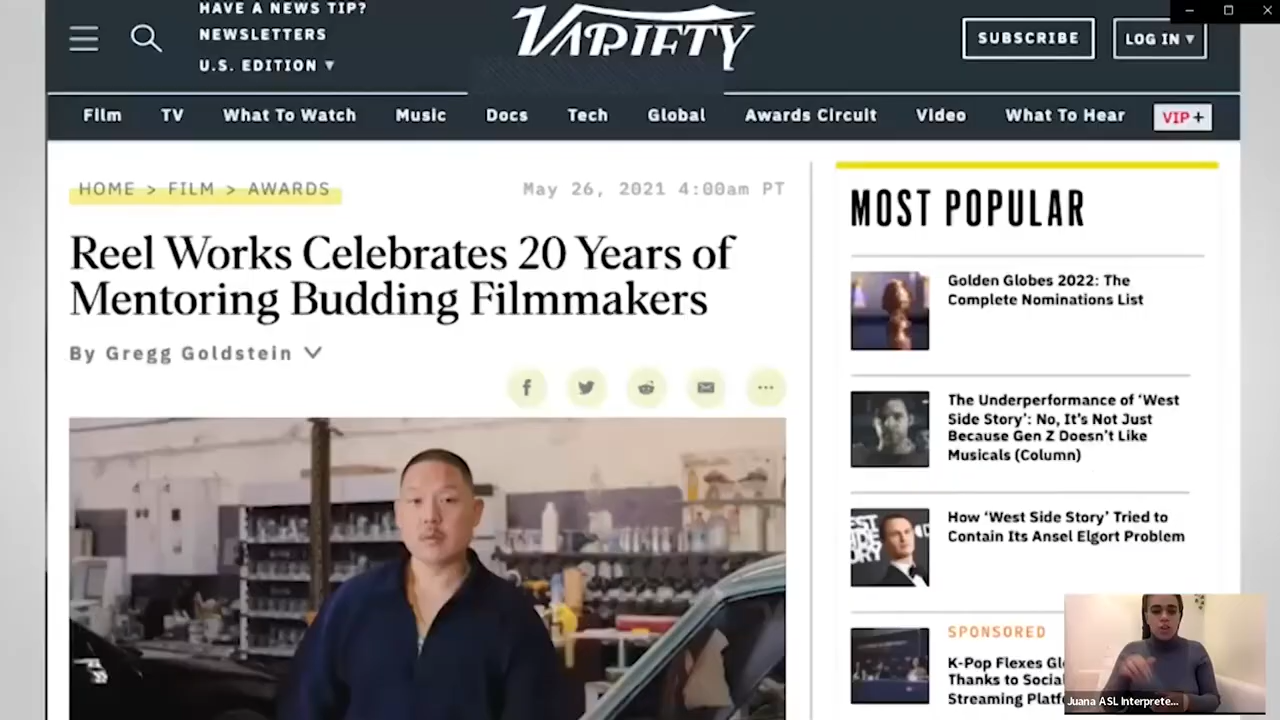 HAVE A NEWS TIP?
NEWSLETTERS
U.S. EDITION ▼
VARIETY
SUBSCRIBE
LOG IN ▼
Film TV What To Watch Music Docs Tech Global Awards Circuit Video What To Hear VIP+
HOME > FILM > AWARDS
May 26, 2021 4:00am PT
Reel Works Celebrates 20 Years of
Mentoring Budding Filmmakers
By Gregg Goldstein
MOST POPULAR
Golden Globes 2022: The
Complete Nominations List
The Underperformance of ‘West
Side Story’: No, It’s Not Just
Because Gen Z Doesn’t Like
Musicals (Column)
How ‘West Side Story’ Tried to
Contain Its Ansel Elgort Problem
SPONSORED
K-Pop Flexes
Thanks to Social
Streaming
Juana ASL Interprete...